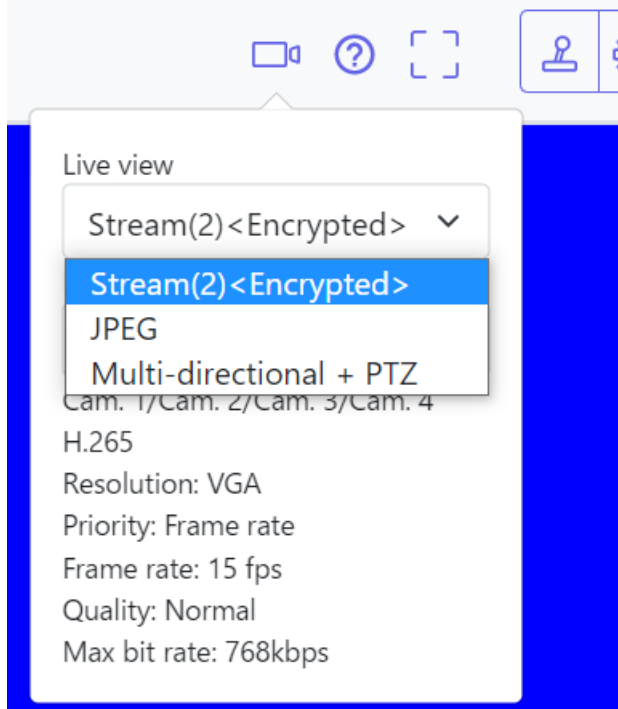 Live view
Stream(2)<Encrypted>
Stream(2)<Encrypted>
JPEG
Multi-directional + PTZ
Cam. 1/Cam. 2/Cam. 3/Cam. 4
H.265
Resolution: VGA
Priority: Frame rate
Frame rate: 15 fps
Quality: Normal
Max bit rate: 768kbps